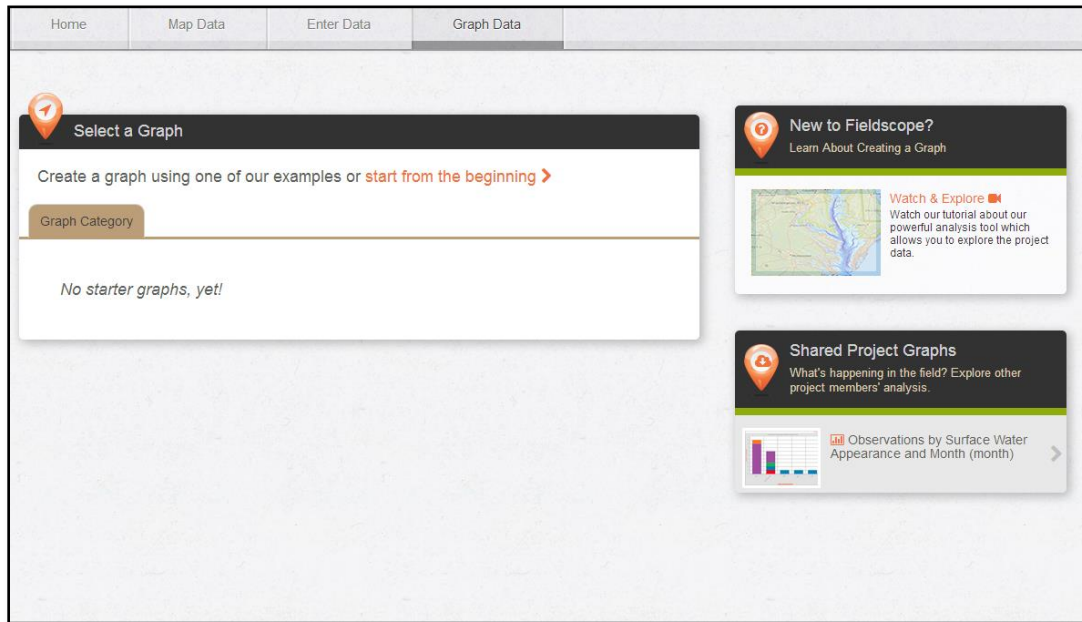 Home
Map Data
Enter Data
Graph Data
Select a Graph
Create a graph using one of our examples or start from the beginning
Graph Category
No starter graphs, yet!
New to Fieldscope?
Learn About Creating a Graph
Watch & Explore
Watch our tutorial about our
powerful analysis tool which
allows you to explore the project
data.
Shared Project Graphs
What's happening in the field? Explore other
project members' analysis.
Observations by Surface Water
Appearance and Month (month)